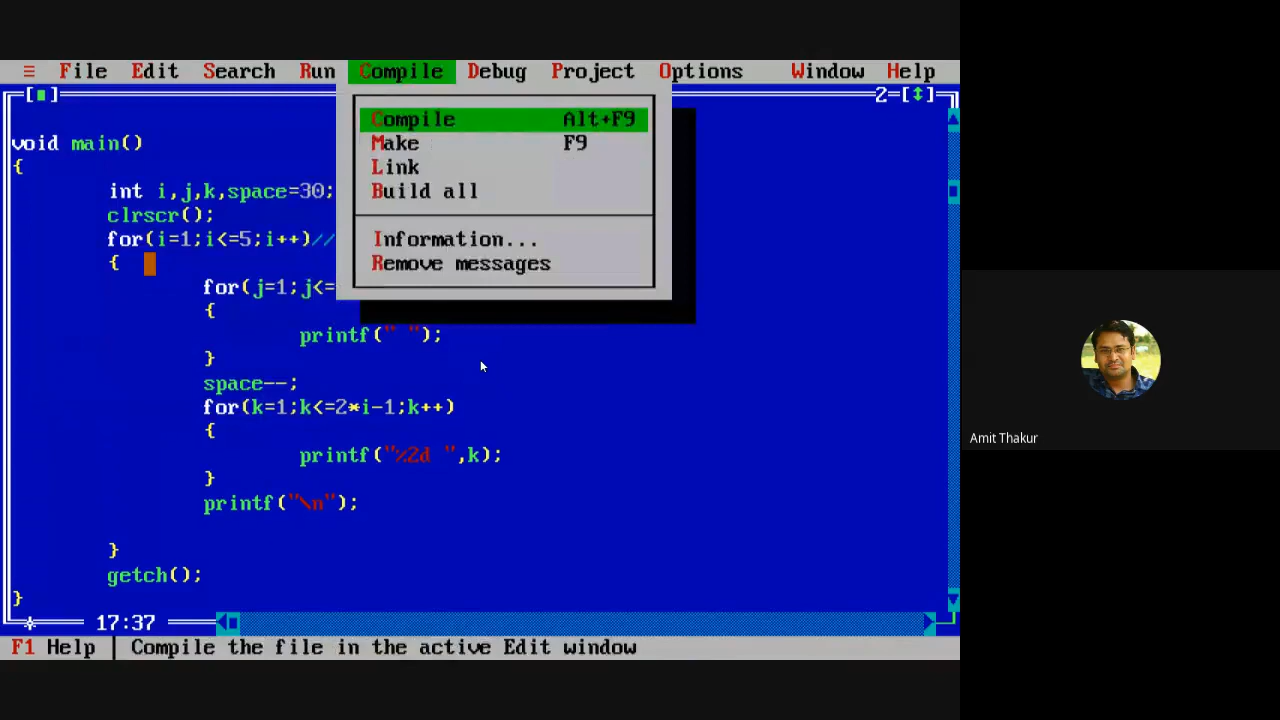 ≡ File Edit Search Run Compile Debug Project Options Window Help
[■] 2=[↕]
Compile Alt+F9
Make F9
Link
Build all
Information...
Remove messages
void main()
{
int i,j,k,space=30;
clrscr();
for(i=1;i<=5;i++)//
{
for(j=1;j<=
{
printf(" ");
}
space--;
for(k=1;k<=2*i-1;k++)
{
printf("%2d ",k);
}
printf("\n");
}
getch();
}
17:37
F1 Help | Compile the file in the active Edit window
Amit Thakur